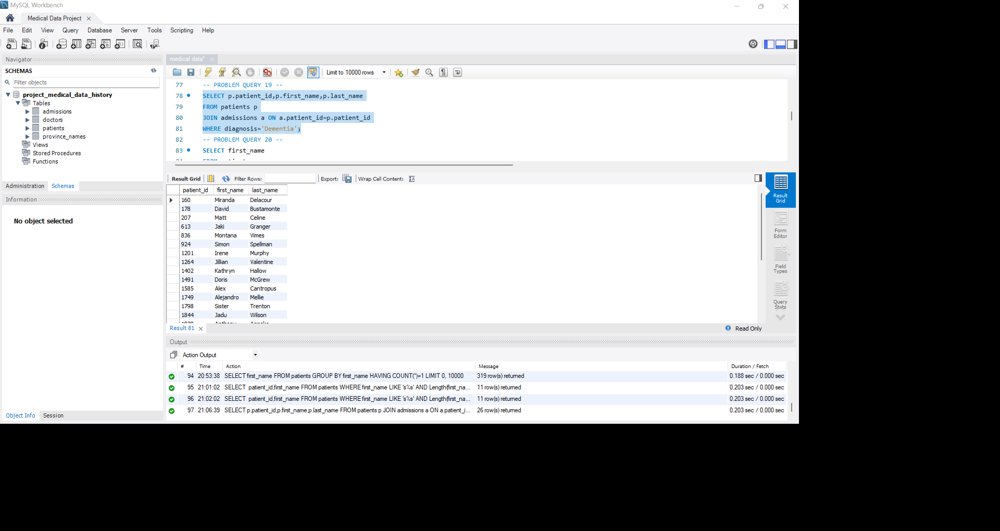 MySQL Workbench
Medical Data Project
File Edit View Query Database Server Tools Scripting Help
Navigator
SCHEMAS
Filter objects
project_medical_data_history
Tables
admissions
doctors
patients
province_names
Views
Stored Procedures
Functions
Administration Schemas
Information
No object selected
Object Info Session
medical data*
Limit to 10000 rows
77 -- PROBLEM QUERY 19 --
78 SELECT p.patient_id,p.first_name,p.last_name
79 FROM patients p
80 JOIN admissions a ON a.patient_id=p.patient_id
81 WHERE diagnosis='Dementia';
82 -- PROBLEM QUERY 20 --
83 SELECT first_name
Result Grid Filter Rows: Export: Wrap Cell Content:
patient_id first_name last_name
160 Miranda Delacour
178 David Bustamonte
207 Matt Celine
613 Jaki Granger
836 Montana Vimes
924 Simon Spellman
1201 Irene Murphy
1264 Jillian Valentine
1402 Kathryn Hallow
1491 Doris McGrew
1585 Alex Cantropus
1749 Alejandro Mellie
1798 Sister Trenton
1844 Jadu Wilson
Result Grid
Form Editor
Field Types
Query Stats
Result 81
Read Only
Output
Action Output
# Time Action Message Duration / Fetch
94 20:53:38 SELECT first_name FROM patients GROUP BY first_name HAVING COUNT(*)=1 LIMIT 0, 10000 319 row(s) returned 0.188 sec / 0.000 sec
95 21:01:02 SELECT patient_id,first_name FROM patients WHERE first_name LIKE 's%s' AND Length(first_na... 11 row(s) returned 0.203 sec / 0.000 sec
96 21:02:02 SELECT patient_id,first_name FROM patients WHERE first_name LIKE 's%s' AND Length(first_na... 11 row(s) returned 0.203 sec / 0.000 sec
97 21:06:39 SELECT p.patient_id,p.first_name,p.last_name FROM patients p JOIN admissions a ON a.patient_i... 26 row(s) returned 0.203 sec / 0.000 sec